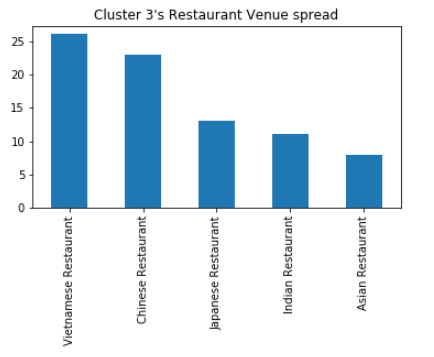 Cluster 3's Restaurant Venue spread
25
20
15
10
5
0
Vietnamese Restaurant
Chinese Restaurant
Japanese Restaurant
Indian Restaurant
Asian Restaurant